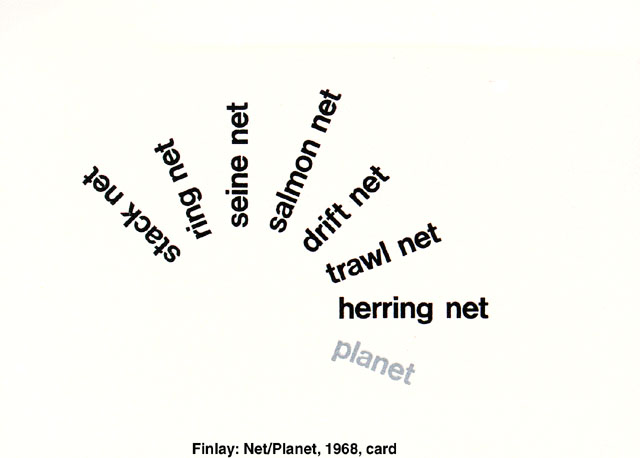 stack net
ring net
seine net
salmon net
drift net
trawl net
herring net
planet
Finlay: Net/Planet, 1968, card